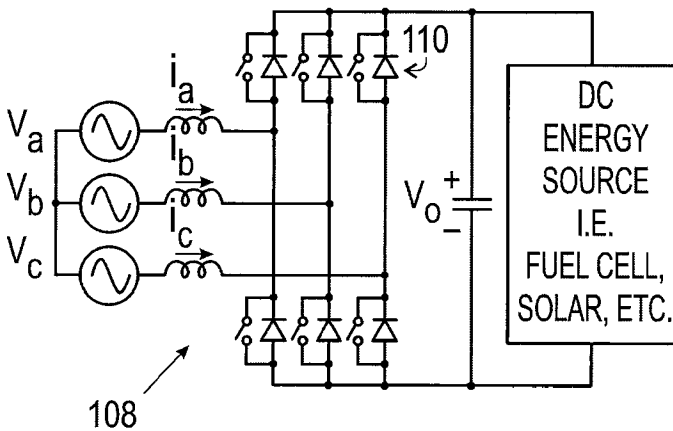 110
i_a
V_a
i_b
V_b
i_c
V_c
V_o
+
–
DC
ENERGY
SOURCE
I.E.
FUEL CELL,
SOLAR, ETC.
108